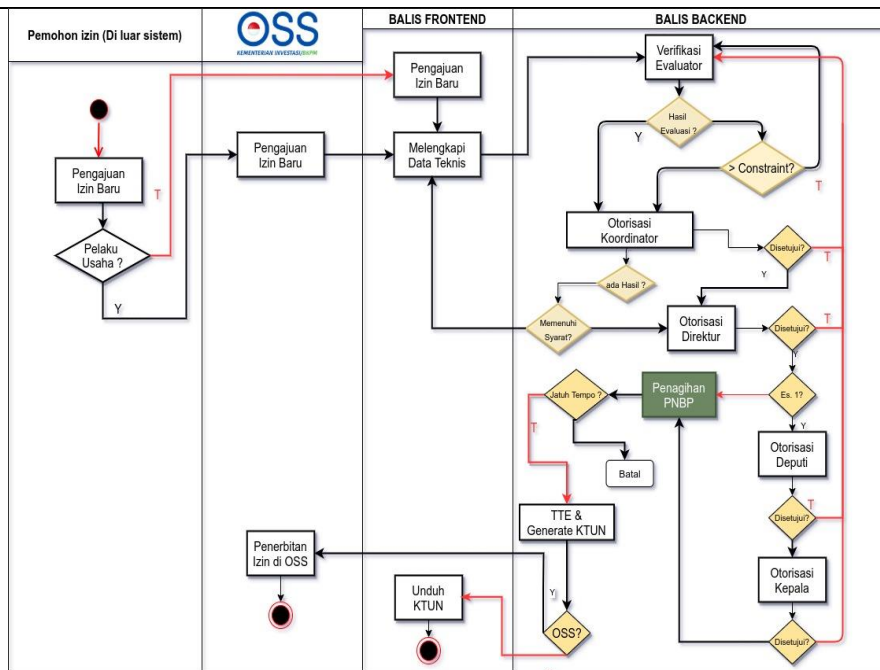 Pemohon izin (Di luar sistem)
OSS
KEMENTERIAN INVESTASI/BKPM
BALIS FRONTEND
BALIS BACKEND
Pengajuan
Izin Baru
Pelaku
Usaha ?
T
Y
Pengajuan
Izin Baru
Pengajuan
Izin Baru
Melengkapi
Data Teknis
Verifikasi
Evaluator
Hasil
Evaluasi ?
Y
> Constraint?
T
Otorisasi
Koordinator
Disetujui?
T
Y
ada Hasil ?
Memenuhi
Syarat?
Otorisasi
Direktur
Disetujui?
T
Y
Es. 1?
Y
Penagihan
PNBP
Jatuh Tempo ?
T
Batal
Otorisasi
Deputi
Disetujui?
T
Otorisasi
Kepala
Disetujui?
TTE &
Generate KTUN
Y
OSS?
Penerbitan
Izin di OSS
Unduh
KTUN